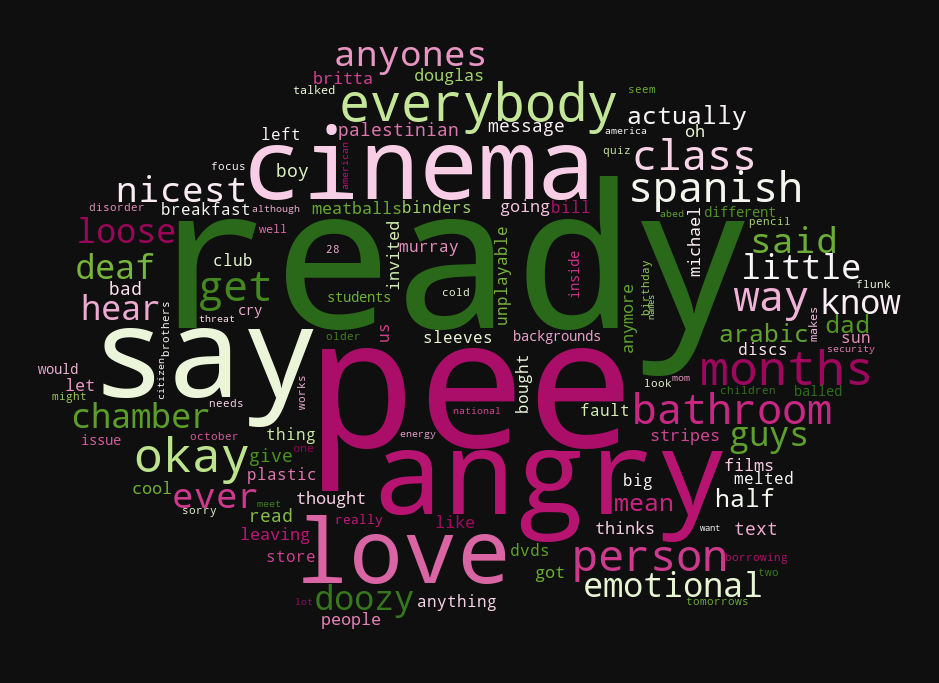 anyones
britta
douglas
talked
everybody
seem
left
palestinian
message
america
actually
oh
cinema
american
quiz
class
focus
boy
nicest
spanish
disorder
breakfast
although
meatballs
binders
going
bill
abed
different
pencil
loose
well
ready
michael
said
deaf
club
28
murray
invited
unplayable
inside
birthday
names
little
flunk
bad
get
students
cold
way
know
hear
cry
threat
older
us
sleeves
backgrounds
anymore
arabic
makes
dad
sun
say
brothers
citizen
pee
discs
security
would
let
might
needs
works
bought
look
mom
months
children
balled
chamber
national
fault
bathroom
issue
october
thing
one
energy
stripes
guys
okay
give
plastic
angry
films
cool
ever
meet
thought
big
melted
sorry
read
really
like
mean
half
leaving
thinks
want
text
store
love
dvds
got
person
borrowing
two
emotional
lot
doozy
anything
tomorrows
people